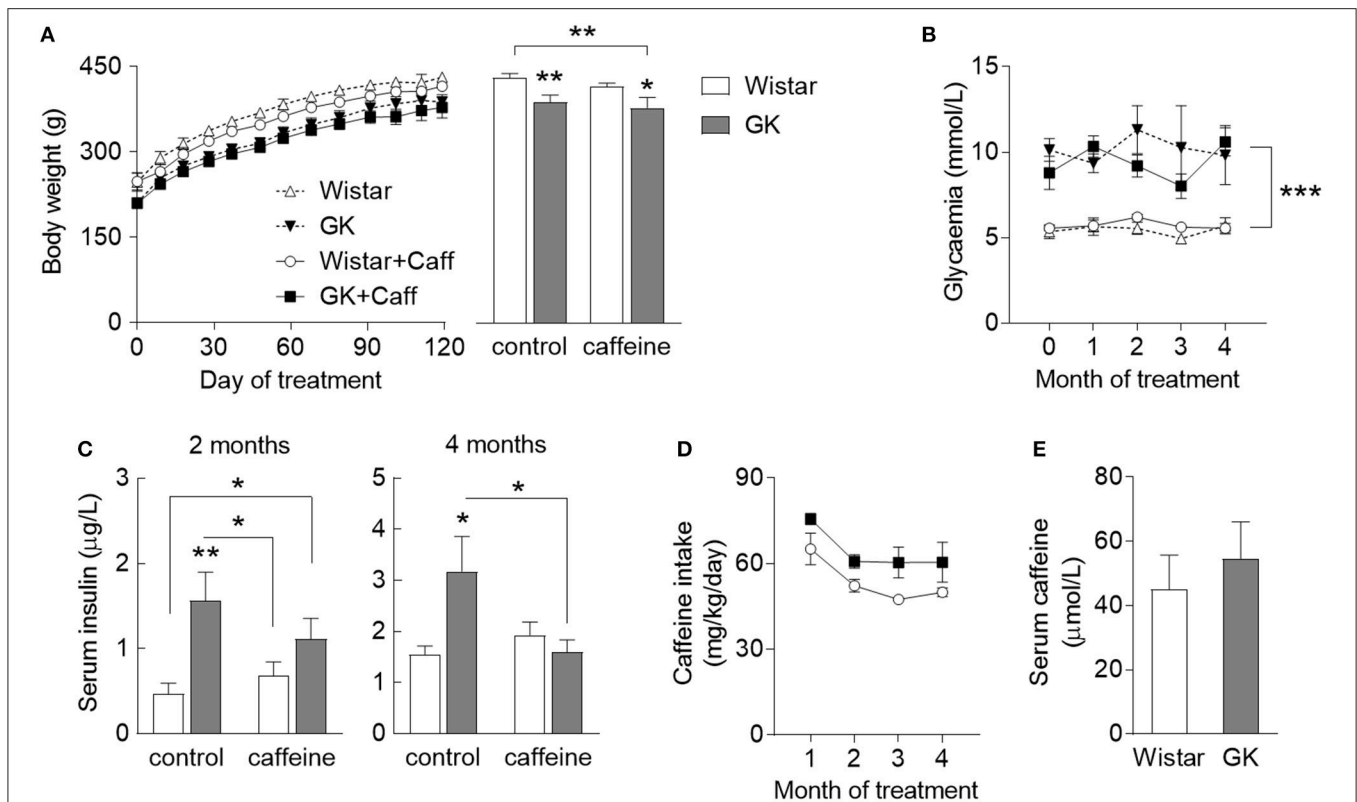 A
Body weight (g)
450
300
150
0
0 30 60 90 120
Day of treatment
Wistar
GK
Wistar+Caff
GK+Caff
**
** *
control caffeine
Wistar
GK
B
Glycaemia (mmol/L)
15
10
5
0
0 1 2 3 4
Month of treatment
***
C
2 months
Serum insulin (μg/L)
3
2
1
0
*
*
**
control caffeine
4 months
5
4
3
2
1
0
*
*
control caffeine
D
Caffeine intake
(mg/kg/day)
90
60
30
0
1 2 3 4
Month of treatment
E
Serum caffeine
(μmol/L)
80
60
40
20
0
Wistar GK